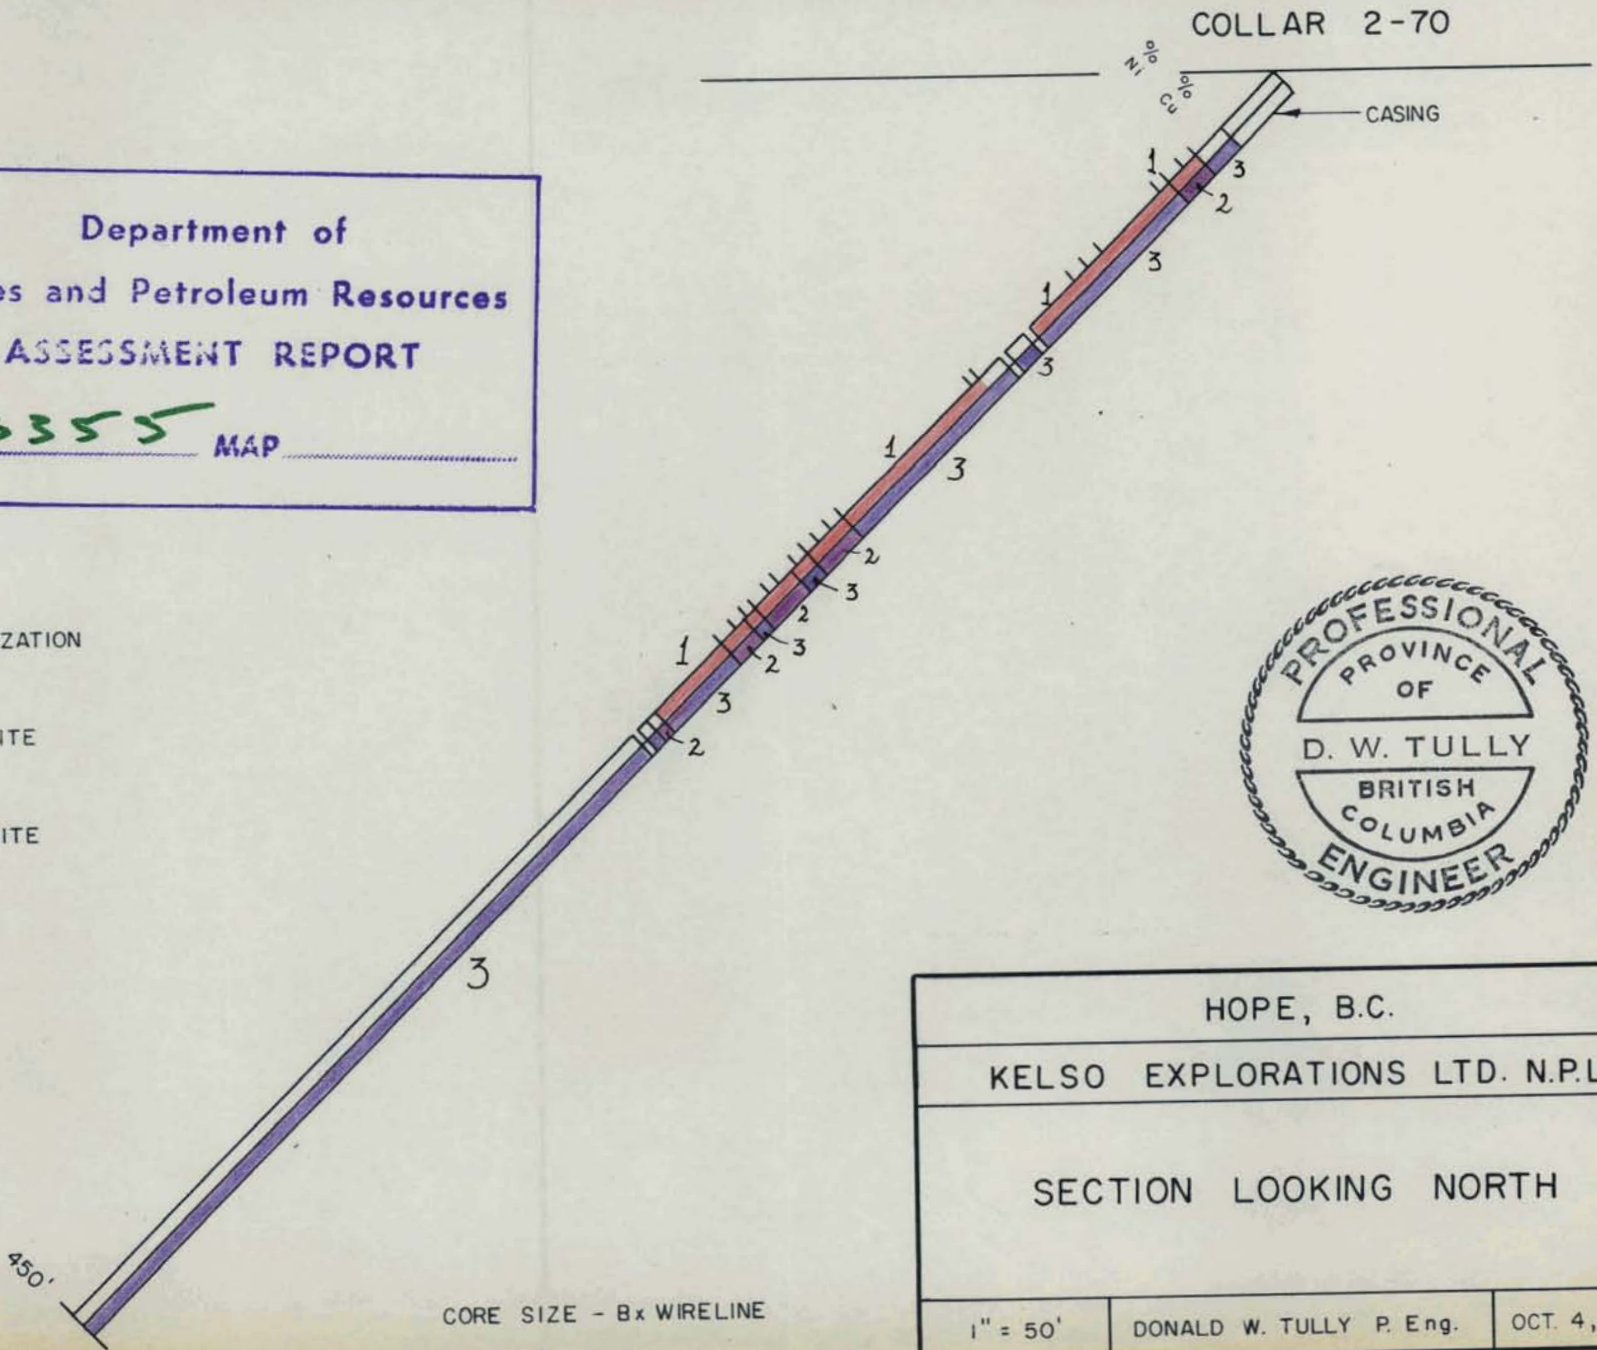 COLLAR 2-70
Ni %
Cu %
CASING
1
3
2
3
1
3
1
3
2
3
2
3
1
2
3
2
3
450'
Department of
es and Petroleum Resources
ASSESSMENT REPORT
3355 MAP
ZATION
ITE
ITE
PROFESSIONAL
PROVINCE
OF
D. W. TULLY
BRITISH
COLUMBIA
ENGINEER
HOPE, B.C.
KELSO EXPLORATIONS LTD. N.P.L
SECTION LOOKING NORTH
1" = 50'
DONALD W. TULLY P. Eng.
OCT. 4,
CORE SIZE - Bx WIRELINE